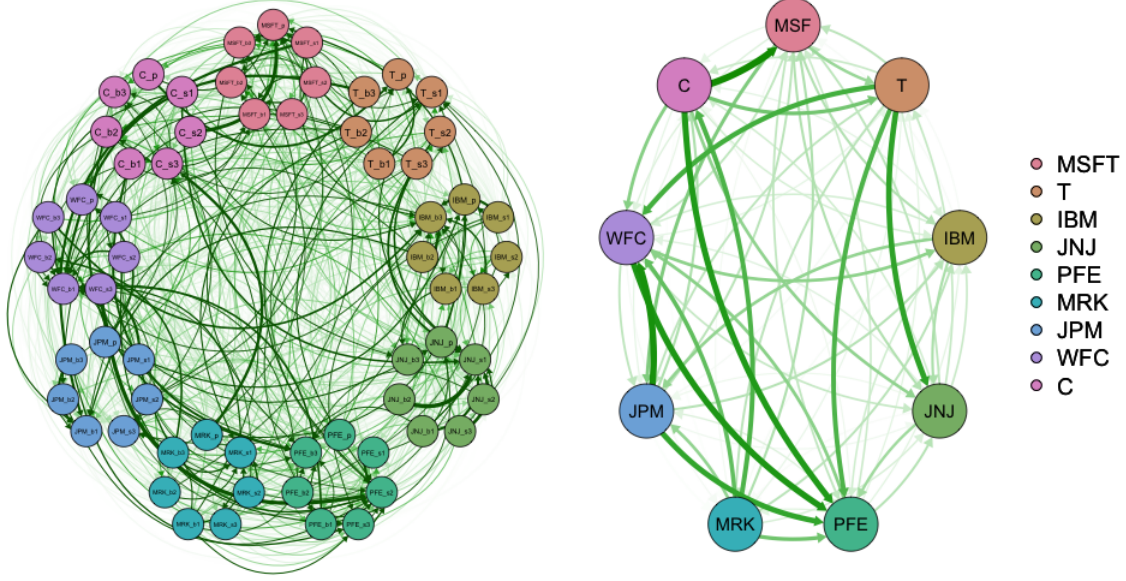 MSFT_p
MSFT_b3
MSFT_s1
MSFT_b2
MSFT_s2
MSFT_b1
MSFT_s3
T_p
T_b3
T_s1
T_b2
T_s2
T_b1
T_s3
C_p
C_b3
C_s1
C_b2
C_s2
C_b1
C_s3
WFC_p
WFC_b3
WFC_s1
WFC_b2
WFC_s2
WFC_b1
WFC_s3
IBM_p
IBM_b3
IBM_s1
IBM_b2
IBM_s2
IBM_b1
IBM_s3
JPM_p
JPM_b3
JPM_s1
JPM_b2
JPM_s2
JPM_b1
JPM_s3
JNJ_p
JNJ_b3
JNJ_s1
JNJ_b2
JNJ_s2
JNJ_b1
JNJ_s3
MRK_p
MRK_b3
MRK_s1
MRK_b2
MRK_s2
MRK_b1
MRK_s3
PFE_p
PFE_b3
PFE_s1
PFE_b2
PFE_s2
PFE_b1
PFE_s3
MSF
C
T
WFC
IBM
JPM
JNJ
MRK
PFE
MSFT
T
IBM
JNJ
PFE
MRK
JPM
WFC
C